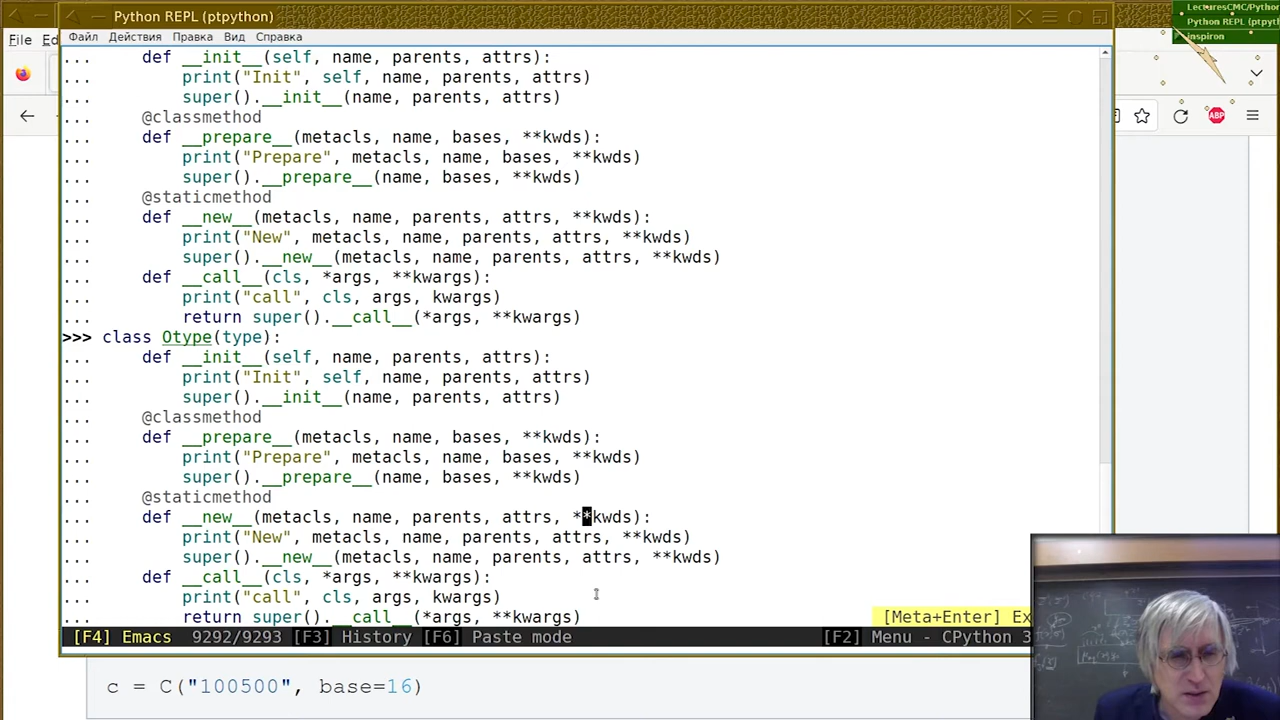 Python REPL (ptpython)
LecturesCMC/Python
Python REPL (ptpy
inspiron
File Ed
Файл Действия Правка Вид Справка
ABP
... def __init__(self, name, parents, attrs):
... print("Init", self, name, parents, attrs)
... super().__init__(name, parents, attrs)
... @classmethod
... def __prepare__(metacls, name, bases, **kwds):
... print("Prepare", metacls, name, bases, **kwds)
... super().__prepare__(name, bases, **kwds)
... @staticmethod
... def __new__(metacls, name, parents, attrs, **kwds):
... print("New", metacls, name, parents, attrs, **kwds)
... super().__new__(metacls, name, parents, attrs, **kwds)
... def __call__(cls, *args, **kwargs):
... print("call", cls, args, kwargs)
... return super().__call__(*args, **kwargs)
>>> class Otype(type):
... def __init__(self, name, parents, attrs):
... print("Init", self, name, parents, attrs)
... super().__init__(name, parents, attrs)
... @classmethod
... def __prepare__(metacls, name, bases, **kwds):
... print("Prepare", metacls, name, bases, **kwds)
... super().__prepare__(name, bases, **kwds)
... @staticmethod
... def __new__(metacls, name, parents, attrs, **kwds):
... print("New", metacls, name, parents, attrs, **kwds)
... super().__new__(metacls, name, parents, attrs, **kwds)
... def __call__(cls, *args, **kwargs):
... print("call", cls, args, kwargs)
... return super().__call__(*args, **kwargs)
[Meta+Enter] Ex
[F4] Emacs 9292/9293 [F3] History [F6] Paste mode
[F2] Menu - CPython 3
c = C("100500", base=16)